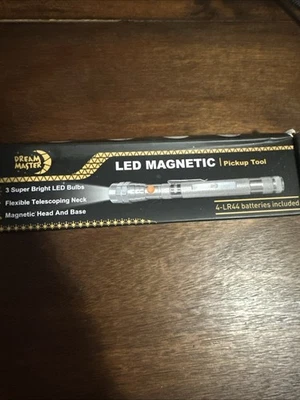 DREAM
MASTER
LED MAGNETIC | Pickup Tool
3 Super Bright LED Bulbs
Flexible Telescoping Neck
Magnetic Head And Base
4-LR44 batteries included